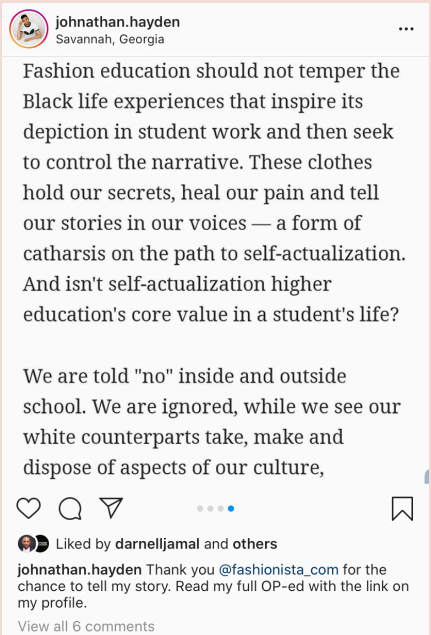 johnathan.hayden
Savannah, Georgia
Fashion education should not temper the
Black life experiences that inspire its
depiction in student work and then seek
to control the narrative. These clothes
hold our secrets, heal our pain and tell
our stories in our voices — a form of
catharsis on the path to self-actualization.
And isn't self-actualization higher
education's core value in a student's life?
We are told "no" inside and outside
school. We are ignored, while we see our
white counterparts take, make and
dispose of aspects of our culture,
Liked by darnelljamal and others
johnathan.hayden Thank you @fashionista_com for the
chance to tell my story. Read my full OP-ed with the link on
my profile.
View all 6 comments